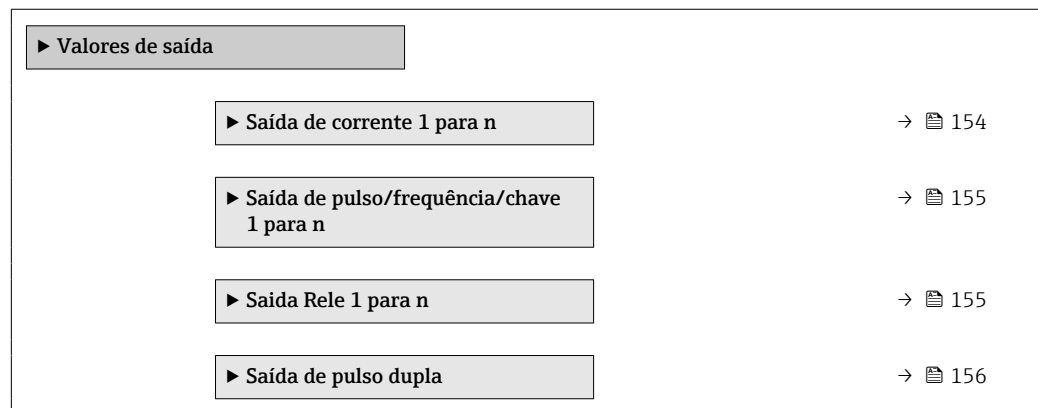 ▶ Valores de saída
▶ Saída de corrente 1 para n → 154
▶ Saída de pulso/frequência/chave → 155
1 para n
▶ Saida Rele 1 para n → 155
▶ Saída de pulso dupla → 156